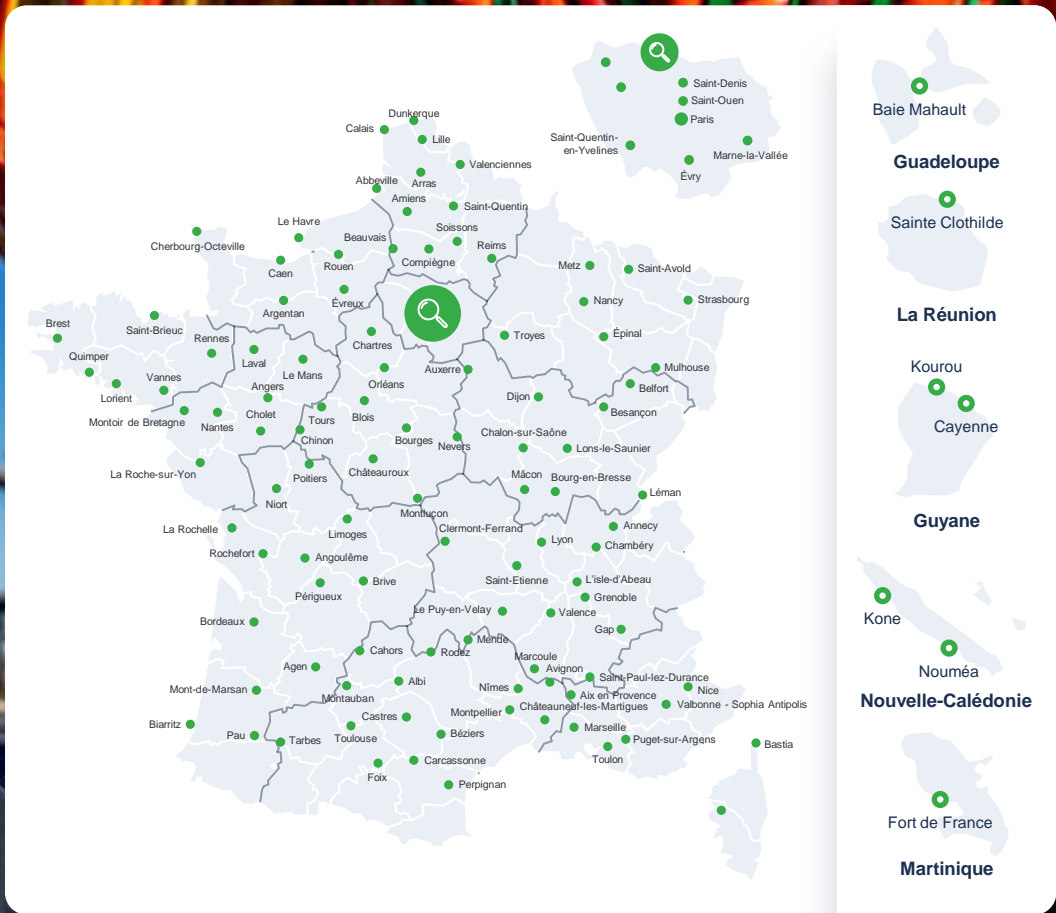 Saint-Denis
Saint-Ouen
Paris
Saint-Quentin-
en-Yvelines
Marne-la-Vallée
Évry
Dunkerque
Calais
Lille
Valenciennes
Abbeville
Arras
Amiens
Saint-Quentin
Soissons
Le Havre
Beauvais
Reims
Cherbourg-Octeville
Compiègne
Rouen
Caen
Metz
Saint-Avold
Évreux
Argentan
Nancy
Strasbourg
Brest
Saint-Brieuc
Rennes
Troyes
Épinal
Chartres
Quimper
Laval
Le Mans
Auxerre
Mulhouse
Vannes
Angers
Orléans
Belfort
Lorient
Dijon
Besançon
Montoir de Bretagne
Nantes
Cholet
Tours
Blois
Chinon
Bourges
Nevers
Chalon-sur-Saône
Lons-le-Saunier
La Roche-sur-Yon
Poitiers
Châteauroux
Mâcon
Bourg-en-Bresse
Léman
Niort
Montluçon
La Rochelle
Limoges
Clermont-Ferrand
Annecy
Lyon
Chambéry
Rochefort
Angoulême
Saint-Etienne
L'isle-d'Abeau
Périgueux
Brive
Grenoble
Le Puy-en-Velay
Valence
Bordeaux
Gap
Mende
Cahors
Rodez
Marcoule
Agen
Avignon
Saint-Paul-lez-Durance
Albi
Mont-de-Marsan
Montauban
Nîmes
Aix en Provence
Nice
Châteauneuf-les-Martigues
Valbonne - Sophia Antipolis
Montpellier
Castres
Biarritz
Marseille
Pau
Tarbes
Toulouse
Béziers
Puget-sur-Argens
Toulon
Bastia
Carcassonne
Foix
Perpignan
Baie Mahault
Guadeloupe
Sainte Clothilde
La Réunion
Kourou
Cayenne
Guyane
Kone
Nouméa
Nouvelle-Calédonie
Fort de France
Martinique